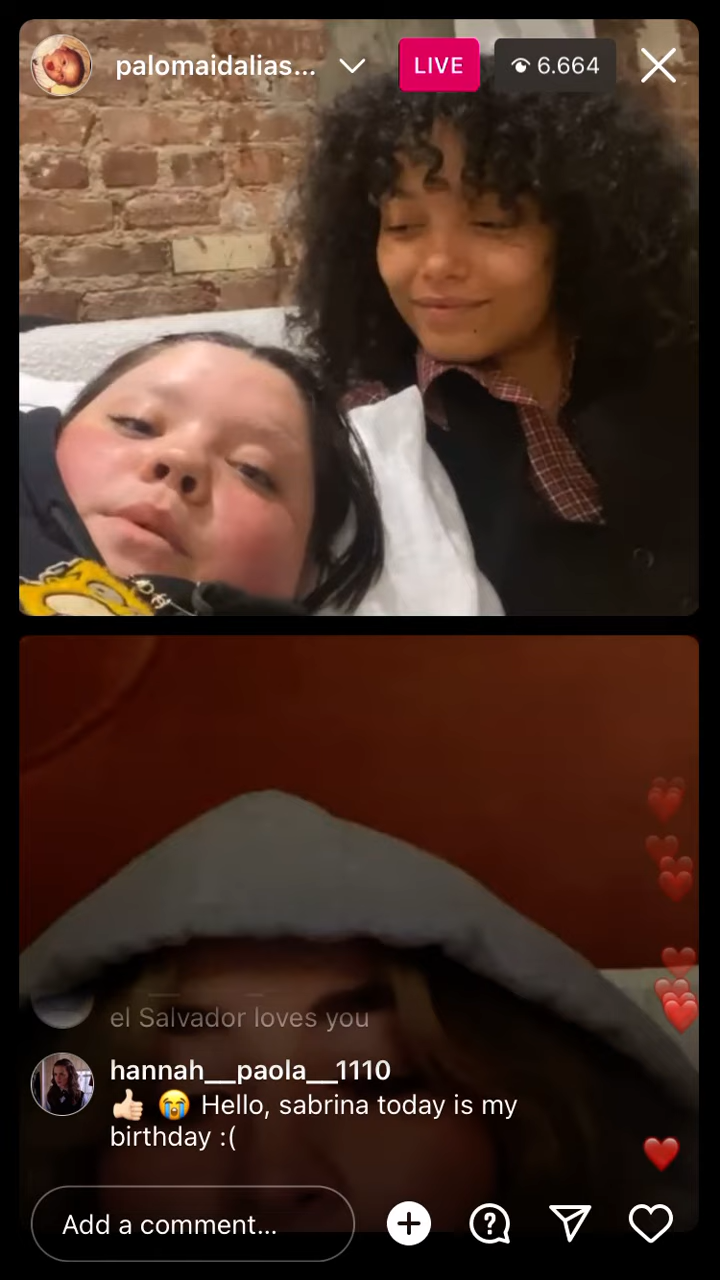 palomaidalias...
LIVE
6.664
el Salvador loves you
hannah__paola__1110
👍🏻 😭 Hello, sabrina today is my
birthday :(
Add a comment...